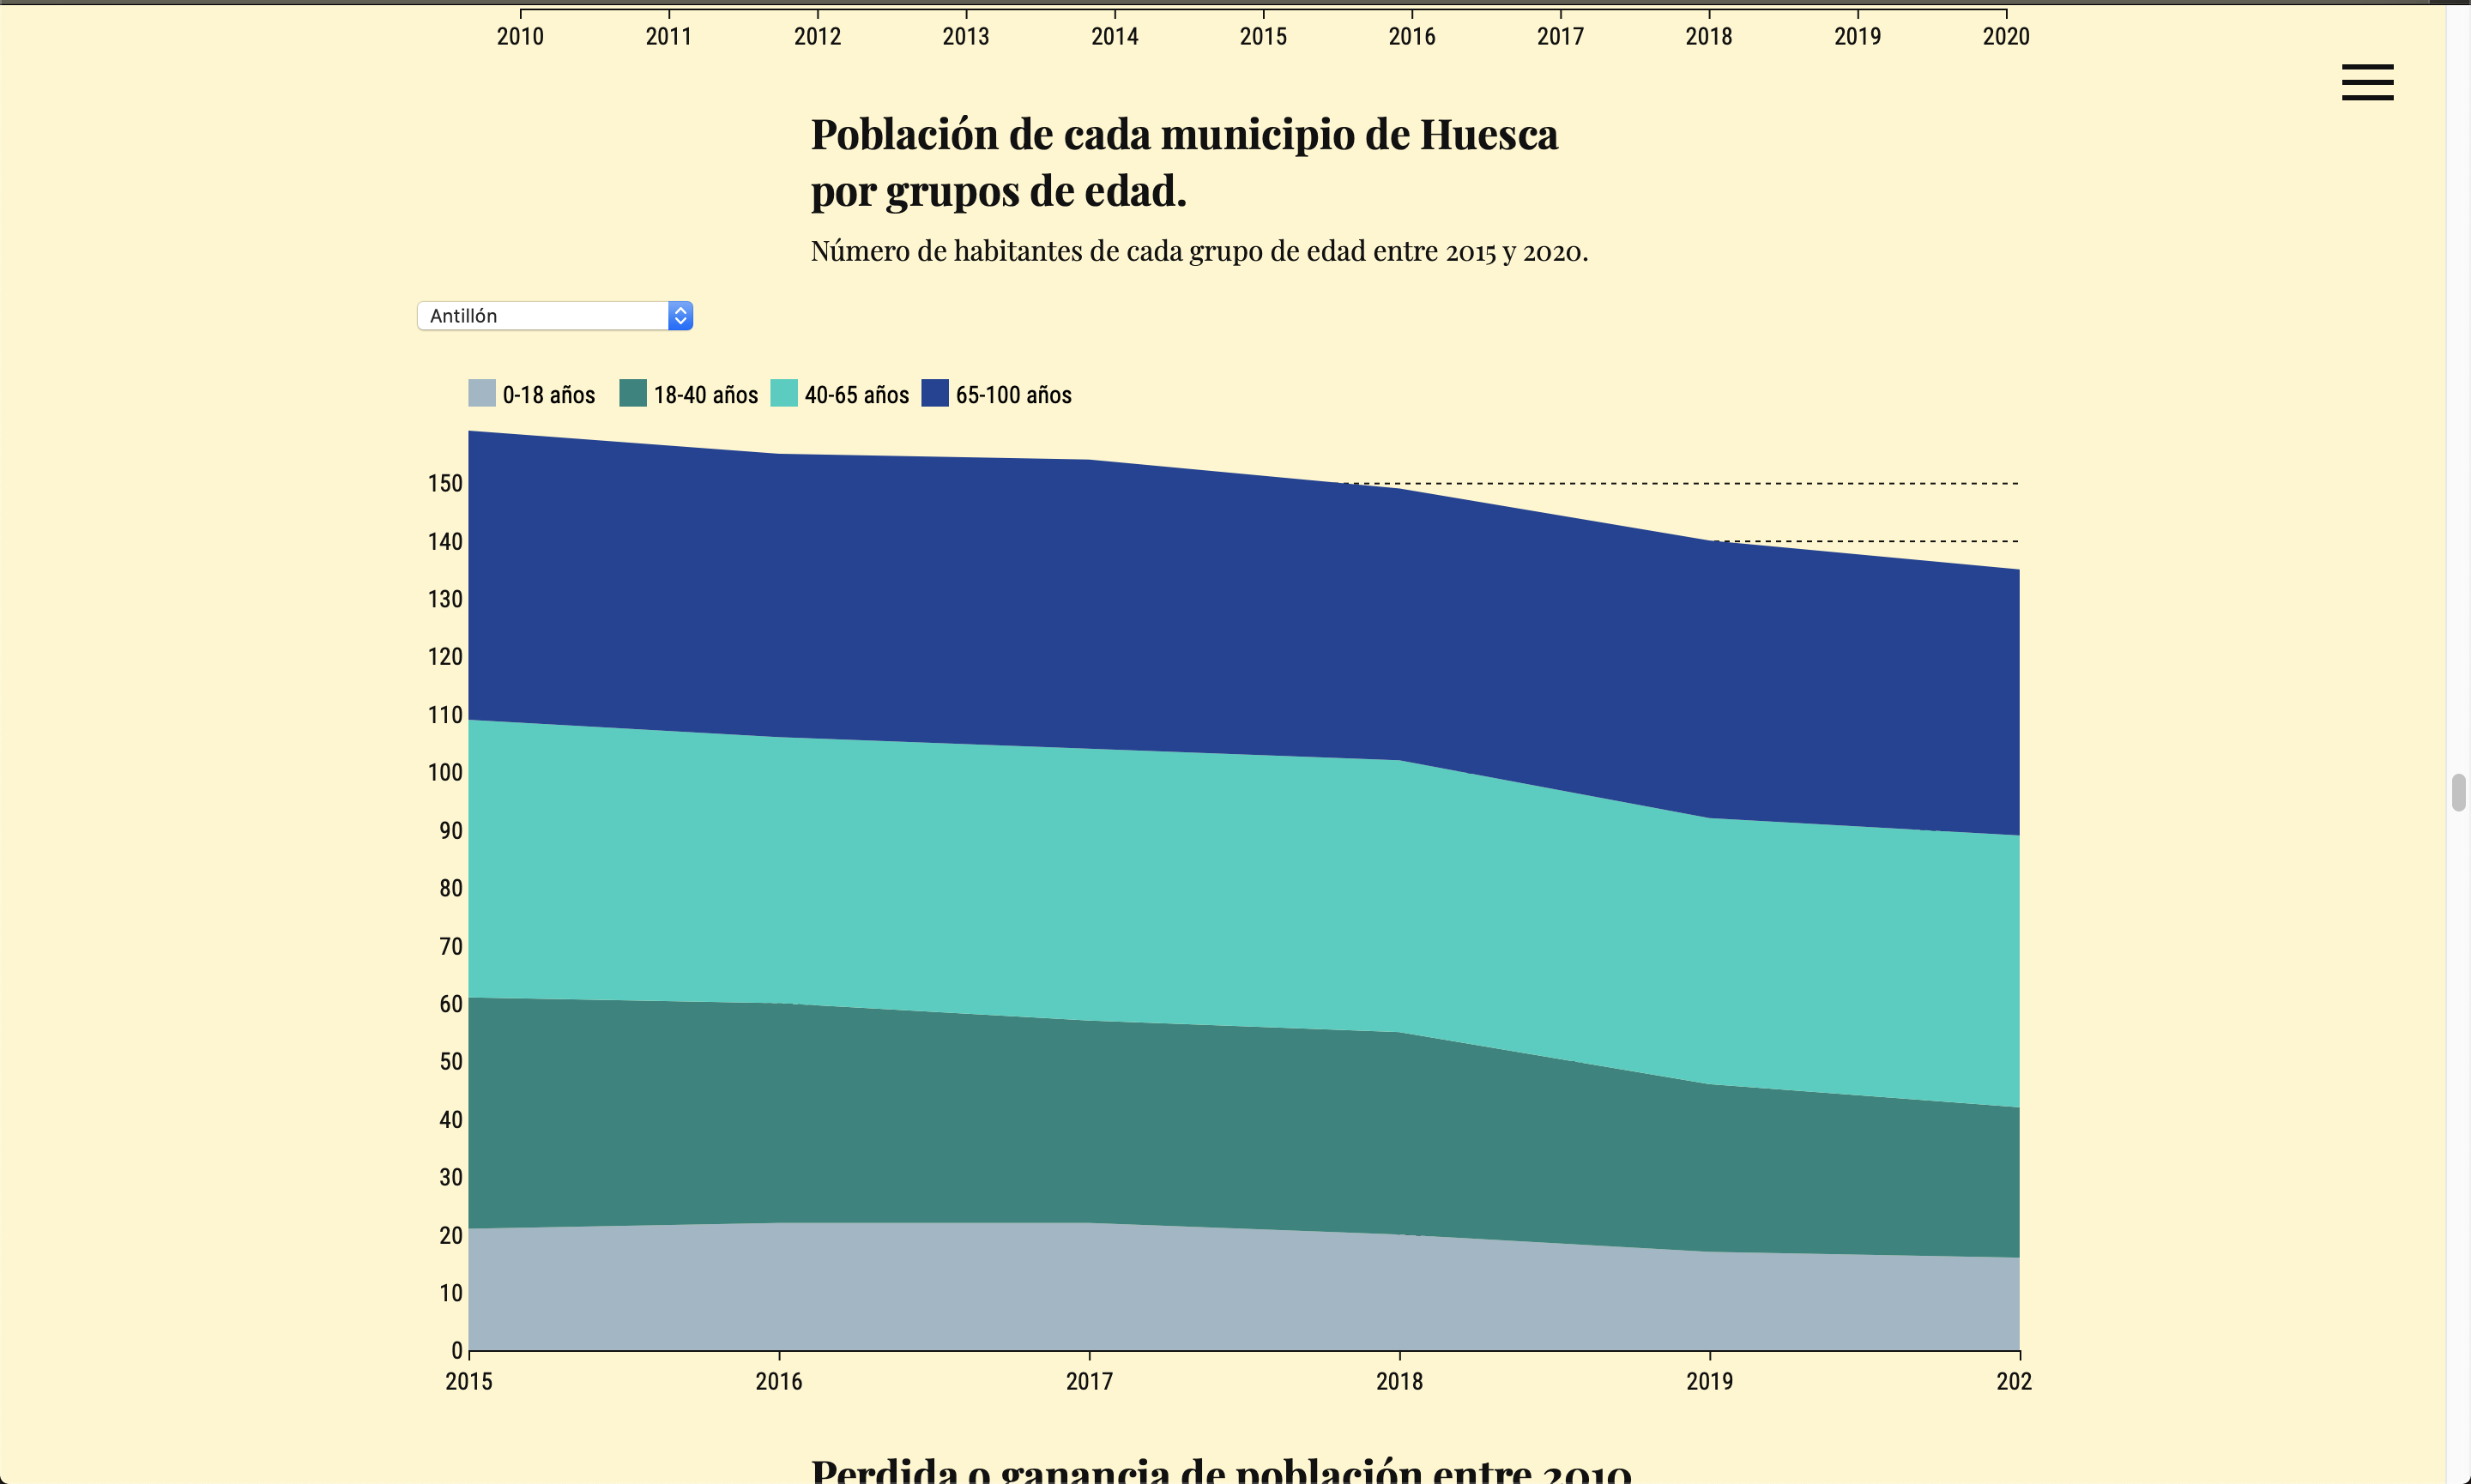 2010 2011 2012 2013 2014 2015 2016 2017 2018 2019 2020
Población de cada municipio de Huesca
por grupos de edad.
Número de habitantes de cada grupo de edad entre 2015 y 2020.
Antillón
0-18 años 18-40 años 40-65 años 65-100 años
150
140
130
120
110
100
90
80
70
60
50
40
30
20
10
0
2015 2016 2017 2018 2019 202
Perdida o ganancia de población entre 2010